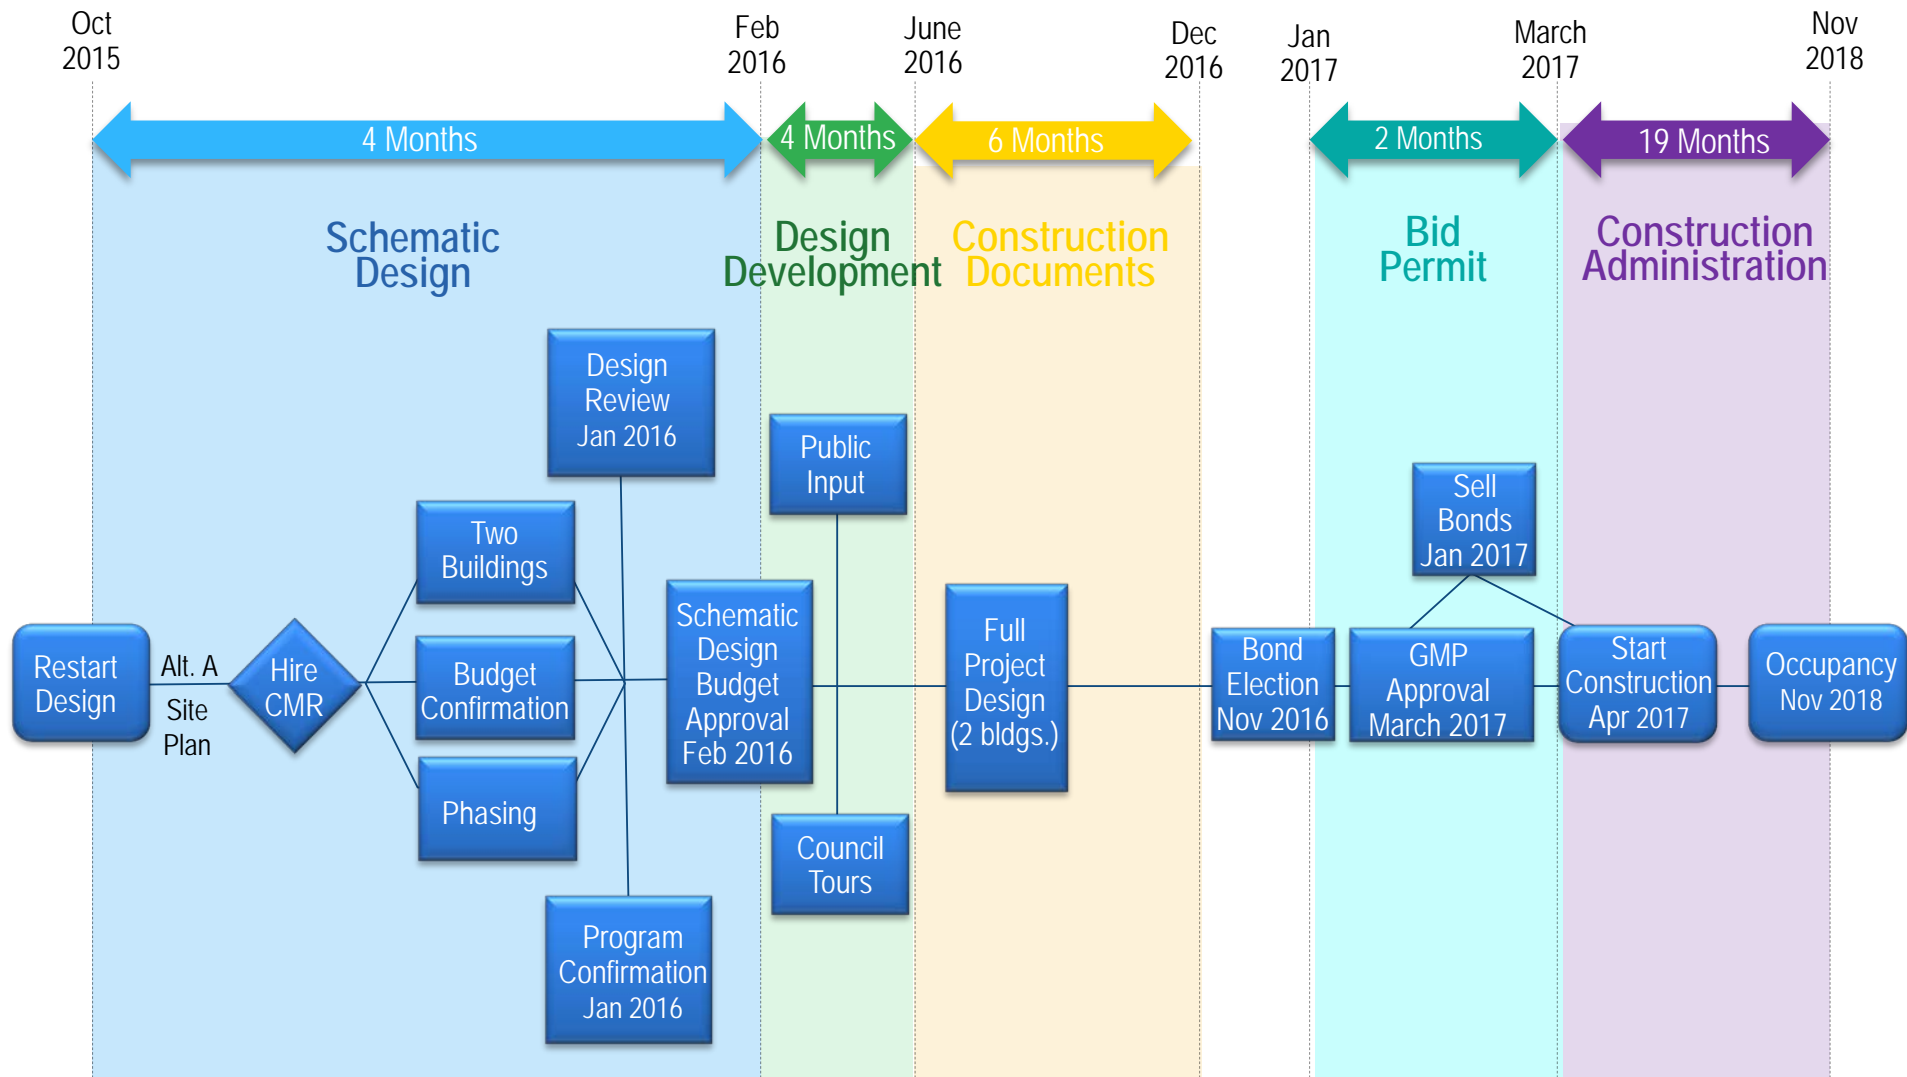 Oct
2015
Feb
2016
June
2016
Dec
2016
Jan
2017
March
2017
Nov
2018
4 Months
4 Months
6 Months
2 Months
19 Months
Schematic
Design
Design
Development
Construction
Documents
Bid
Permit
Construction
Administration
Restart
Design
Alt. A
Site
Plan
Hire
CMR
Two
Buildings
Budget
Confirmation
Phasing
Design
Review
Jan 2016
Program
Confirmation
Jan 2016
Schematic
Design
Budget
Approval
Feb 2016
Public
Input
Council
Tours
Full
Project
Design
(2 bldgs.)
Bond
Election
Nov 2016
Sell
Bonds
Jan 2017
GMP
Approval
March 2017
Start
Construction
Apr 2017
Occupancy
Nov 2018